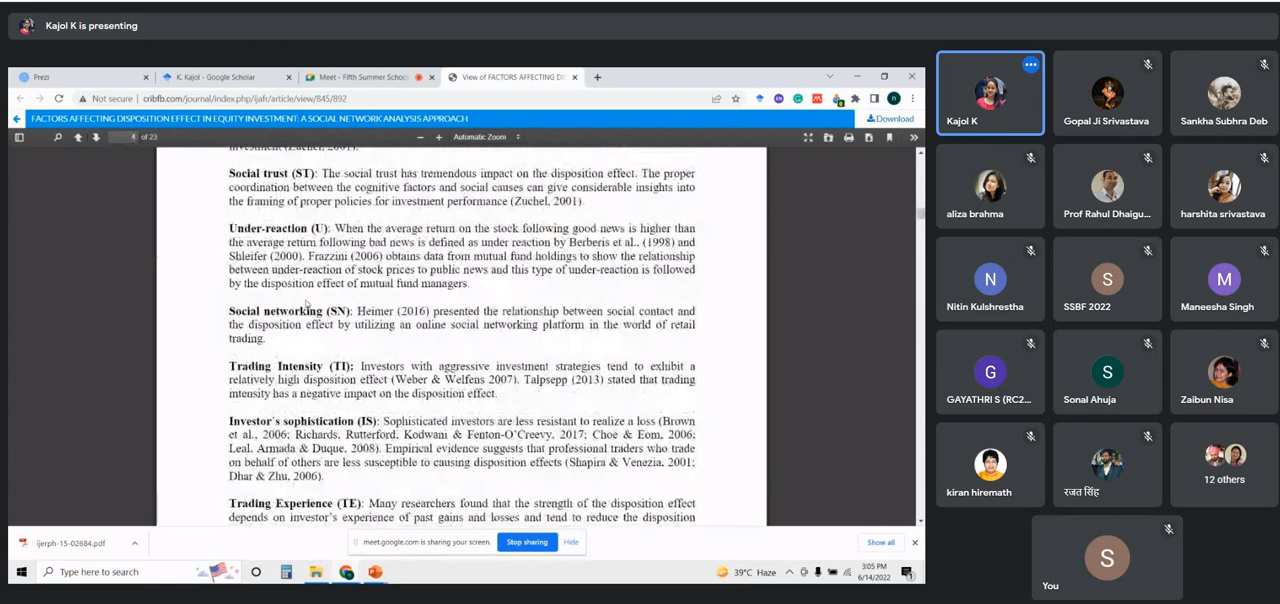 Kajol K is presenting
Prezi
K. Kajol - Google Scholar
Meet - Fifth Summer School
View of FACTORS AFFECTING DI
Not secure | cribfb.com/journal/index.php/ijafr/article/view/845/892
FACTORS AFFECTING DISPOSITION EFFECT IN EQUITY INVESTMENT: A SOCIAL NETWORK ANALYSIS APPROACH
Download
4 of 23
Automatic Zoom
investment (Zuchel, 2001).
Social trust (ST): The social trust has tremendous impact on the disposition effect. The proper
coordination between the cognitive factors and social causes can give considerable insights into
the framing of proper policies for investment performance (Zuchel, 2001).
Under-reaction (U): When the average return on the stock following good news is higher than
the average return following bad news is defined as under reaction by Berberis et al., (1998) and
Shleifer (2000). Frazzini (2006) obtains data from mutual fund holdings to show the relationship
between under-reaction of stock prices to public news and this type of under-reaction is followed
by the disposition effect of mutual fund managers.
Social networking (SN): Heimer (2016) presented the relationship between social contact and
the disposition effect by utilizing an online social networking platform in the world of retail
trading.
Trading Intensity (TI): Investors with aggressive investment strategies tend to exhibit a
relatively high disposition effect (Weber & Welfens 2007). Talpsepp (2013) stated that trading
intensity has a negative impact on the disposition effect.
Investor's sophistication (IS): Sophisticated investors are less resistant to realize a loss (Brown
et al., 2006; Richards, Rutterford, Kodwani & Fenton-O'Creevy, 2017; Choe & Eom, 2006;
Leal, Armada & Duque, 2008). Empirical evidence suggests that professional traders who trade
on behalf of others are less susceptible to causing disposition effects (Shapira & Venezia, 2001;
Dhar & Zhu, 2006).
Trading Experience (TE): Many researchers found that the strength of the disposition effect
depends on investor's experience of past gains and losses and tend to reduce the disposition
ijerph-15-02684.pdf
meet.google.com is sharing your screen.
Stop sharing
Hide
Show all
Type here to search
39°C Haze
3:05 PM
6/14/2022
Kajol K
Gopal Ji Srivastava
Sankha Subhra Deb
aliza brahma
Prof Rahul Dhaigu...
harshita srivastava
N
Nitin Kulshrestha
S
SSBF 2022
M
Maneesha Singh
G
GAYATHRI S (RC2...
S
Sonal Ahuja
Zaibun Nisa
kiran hiremath
रजत सिंह
12 others
S
You